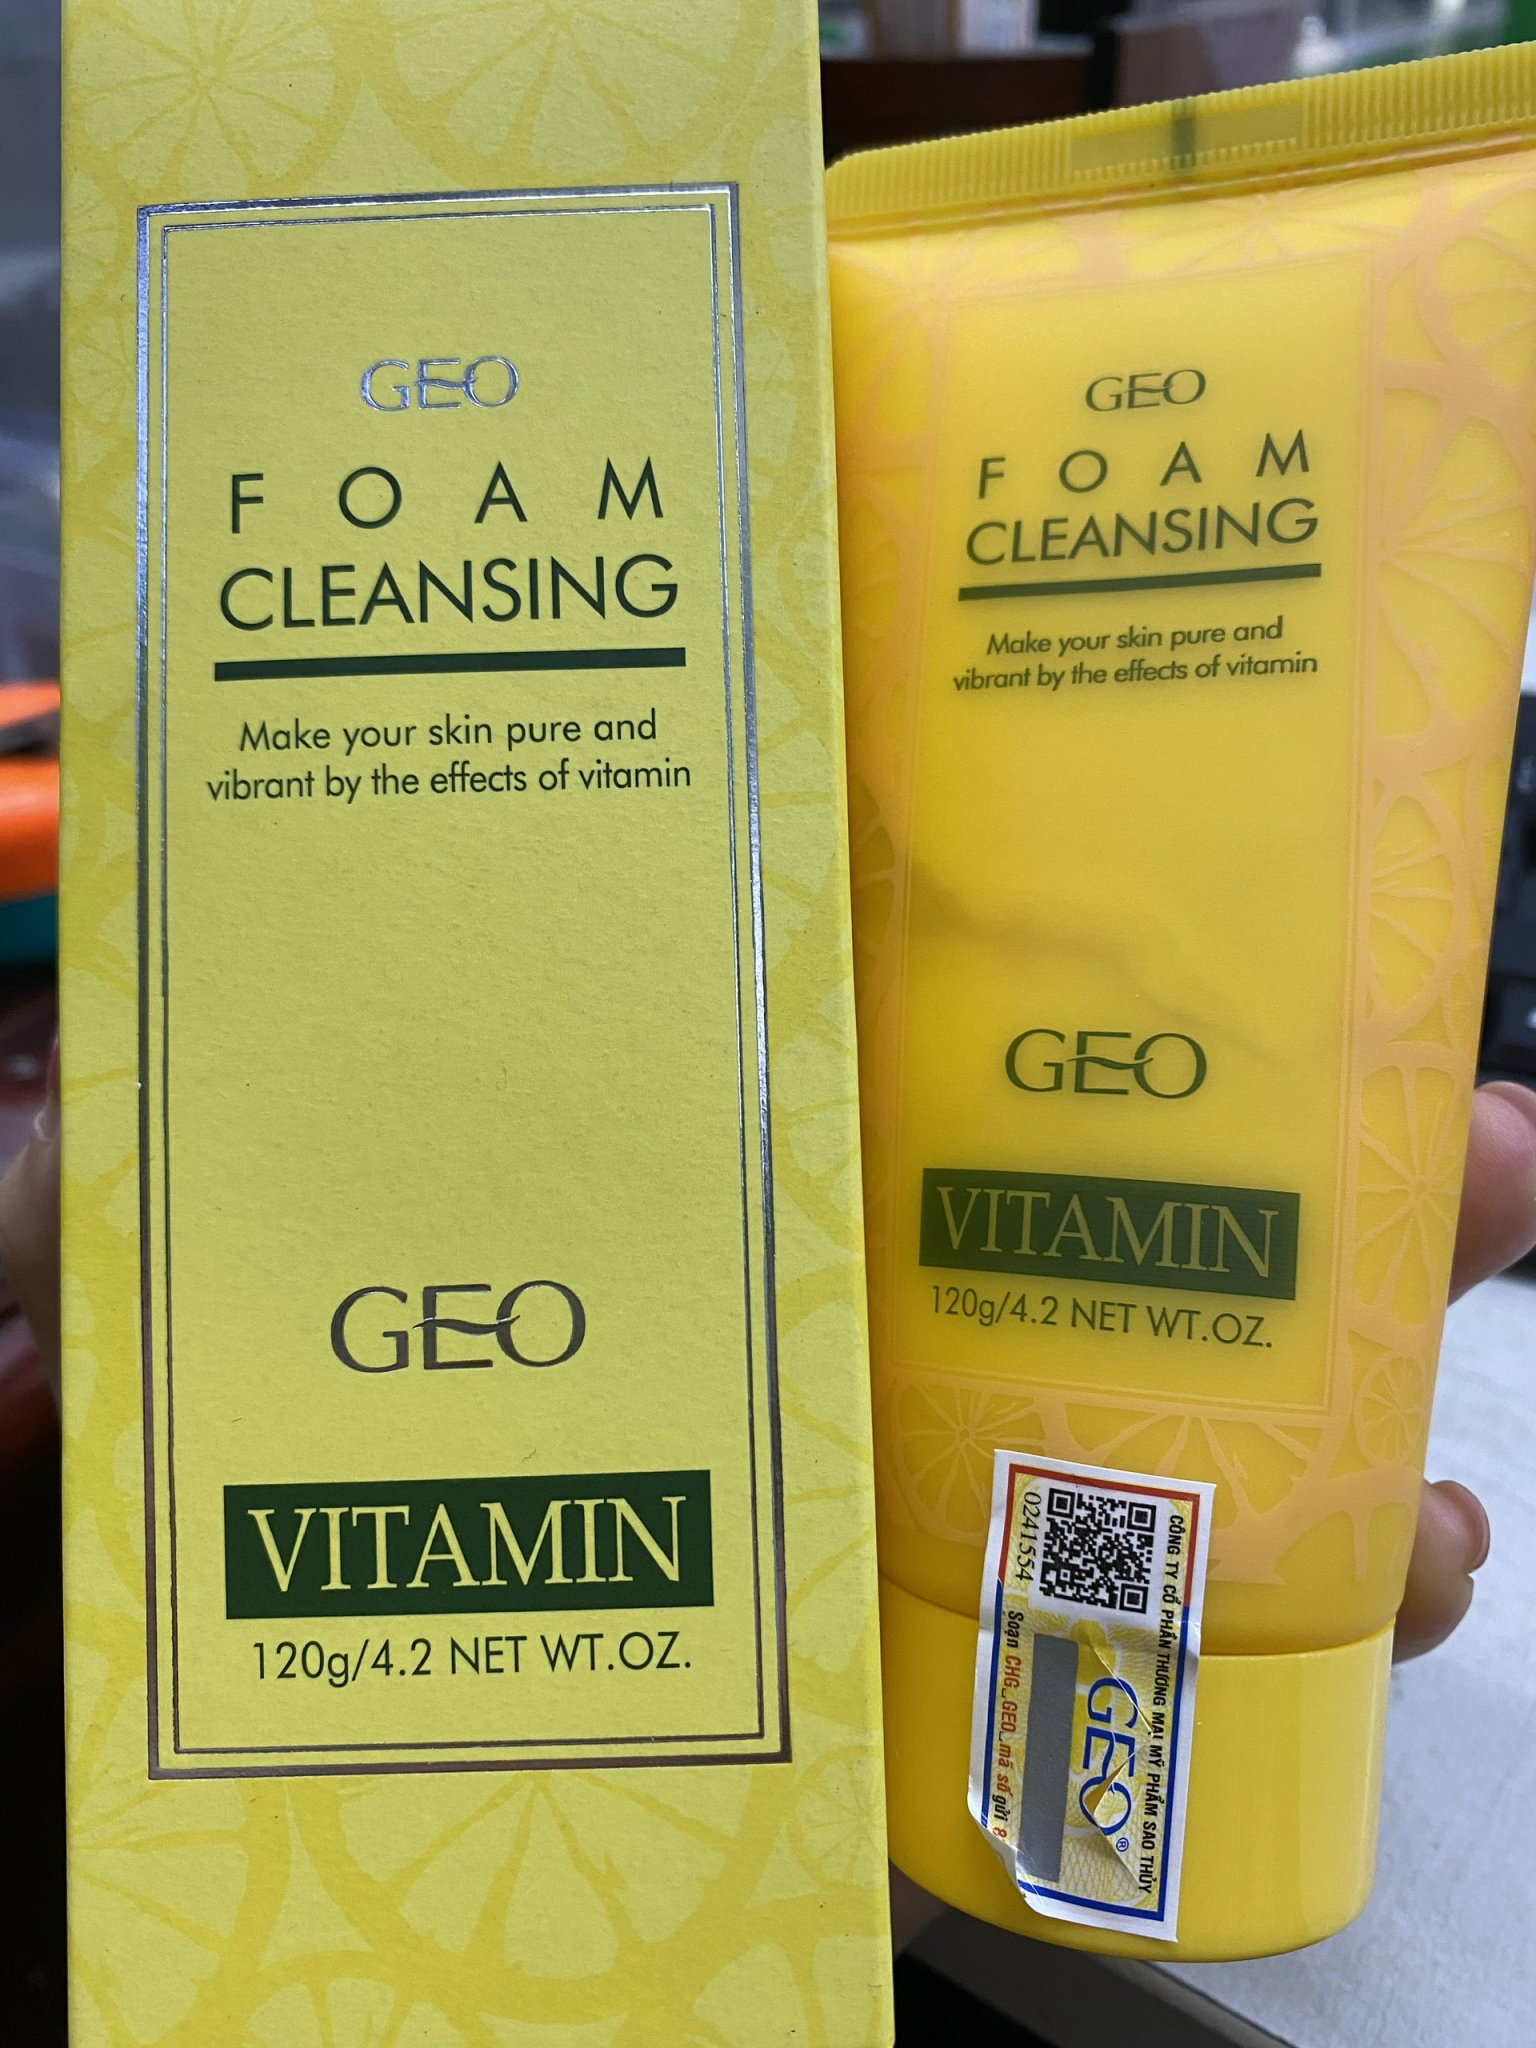 GEO
FOAM
CLEANSING
Make your skin pure and
vibrant by the effects of vitamin
GEO
VITAMIN
120g/4.2 NET WT.OZ.
GEO
FOAM
CLEANSING
Make your skin pure and
vibrant by the effects of vitamin
GEO
VITAMIN
120g/4.2 NET WT.OZ.
CÔNG TY CỔ PHẦN THƯƠNG MẠI MỸ PHẨM SAO THỦY
GEO®
0241554
Soạn CHG_GEO_mã số gửi 8